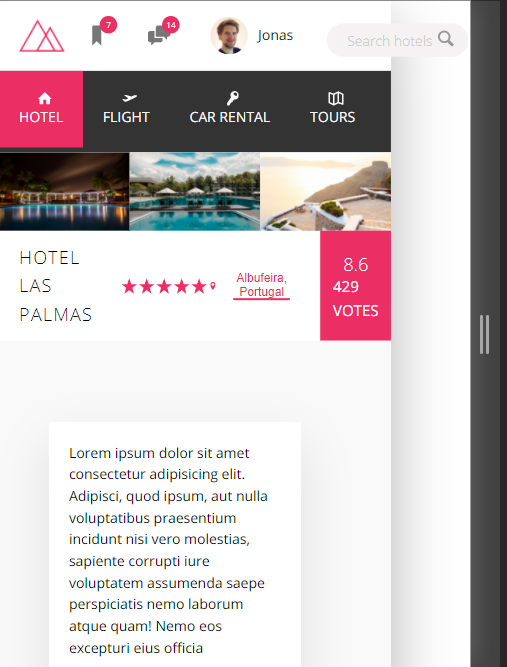 7
14
Jonas
Search hotels
HOTEL
FLIGHT
CAR RENTAL
TOURS
HOTEL
LAS
PALMAS
Albufeira,
Portugal
8.6
429
VOTES
Lorem ipsum dolor sit amet
consectetur adipisicing elit.
Adipisci, quod ipsum, aut nulla
voluptatibus praesentium
incidunt nisi vero molestias,
sapiente corrupti iure
voluptatem assumenda saepe
perspiciatis nemo laborum
atque quam! Nemo eos
excepturi eius officia